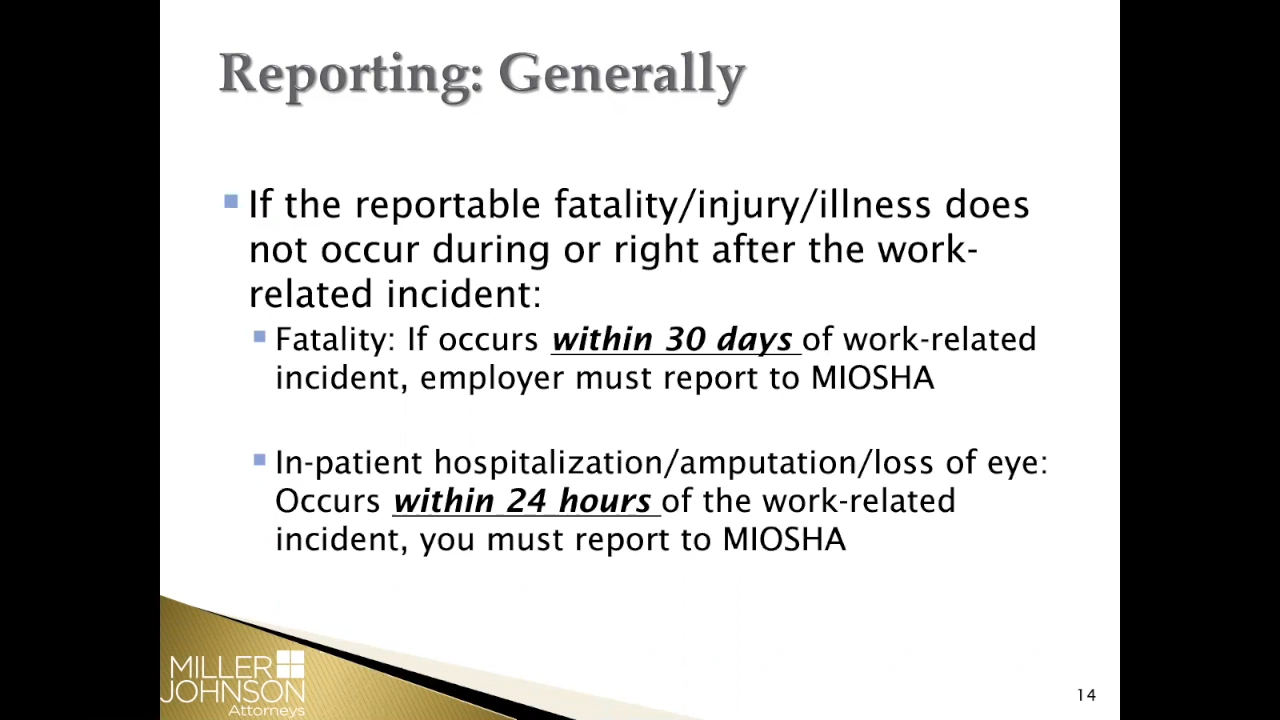 Reporting: Generally
If the reportable fatality/injury/illness does
not occur during or right after the work-
related incident:
Fatality: If occurs within 30 days of work-related
incident, employer must report to MIOSHA
In-patient hospitalization/amputation/loss of eye:
Occurs within 24 hours of the work-related
incident, you must report to MIOSHA
MILLER
JOHNSON
Attorneys
14